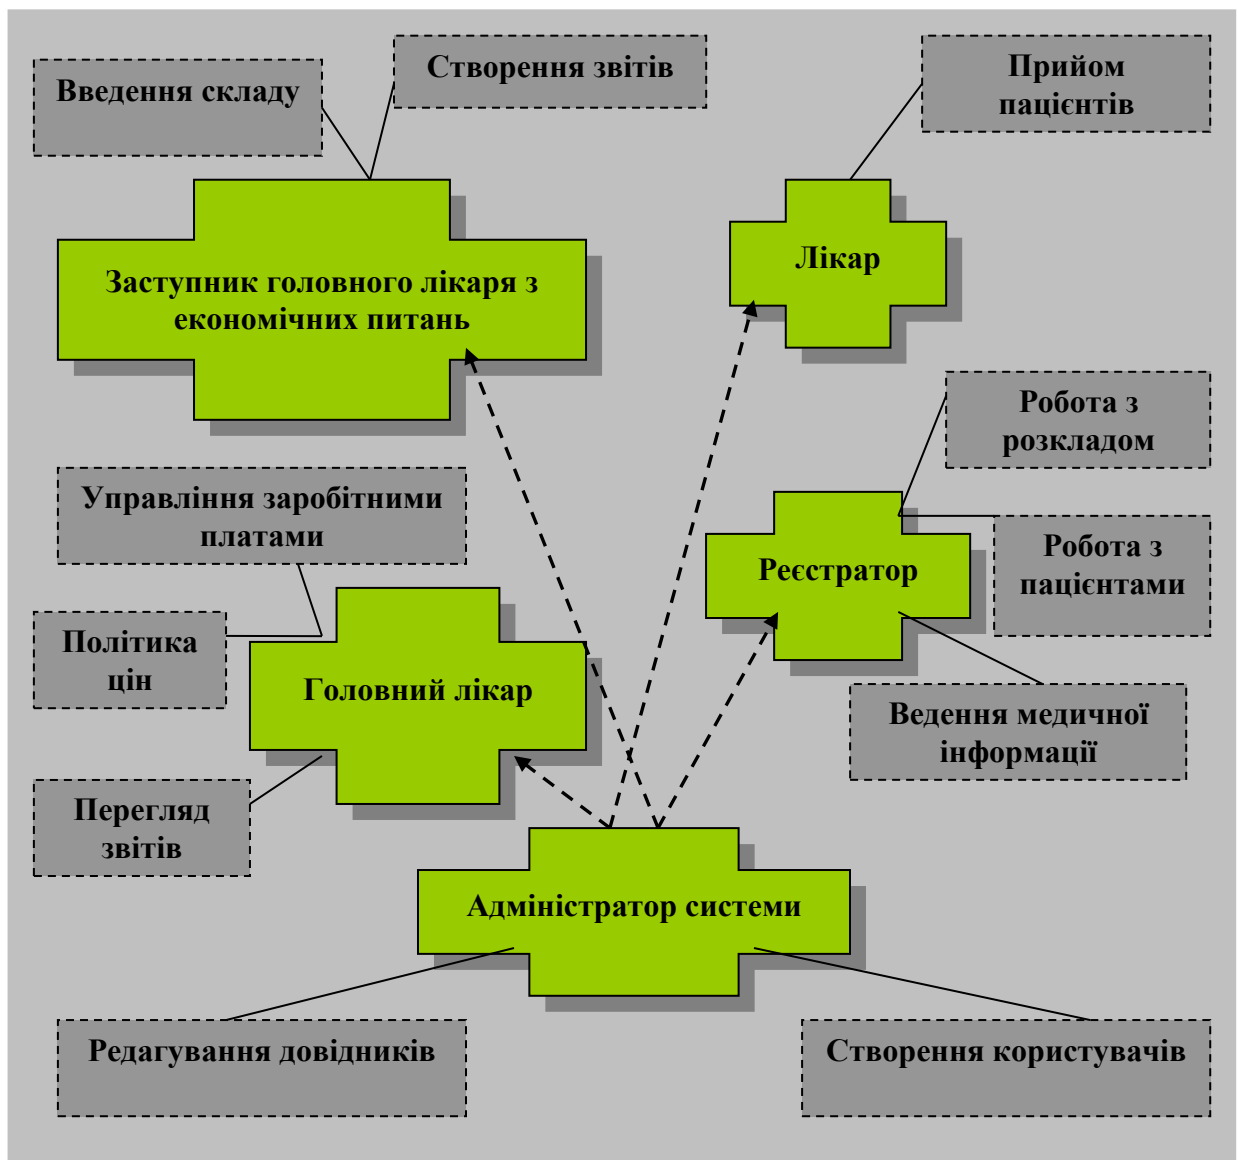 Створення звітів
Введення складу
Прийом
пацієнтів
Заступник головного лікаря з
економічних питань
Лікар
Робота з
розкладом
Управління заробітними
платами
Реєстратор
Робота з
пацієнтами
Політика
цін
Головний лікар
Ведення медичної
інформації
Перегляд
звітів
Адміністратор системи
Редагування довідників
Створення користувачів